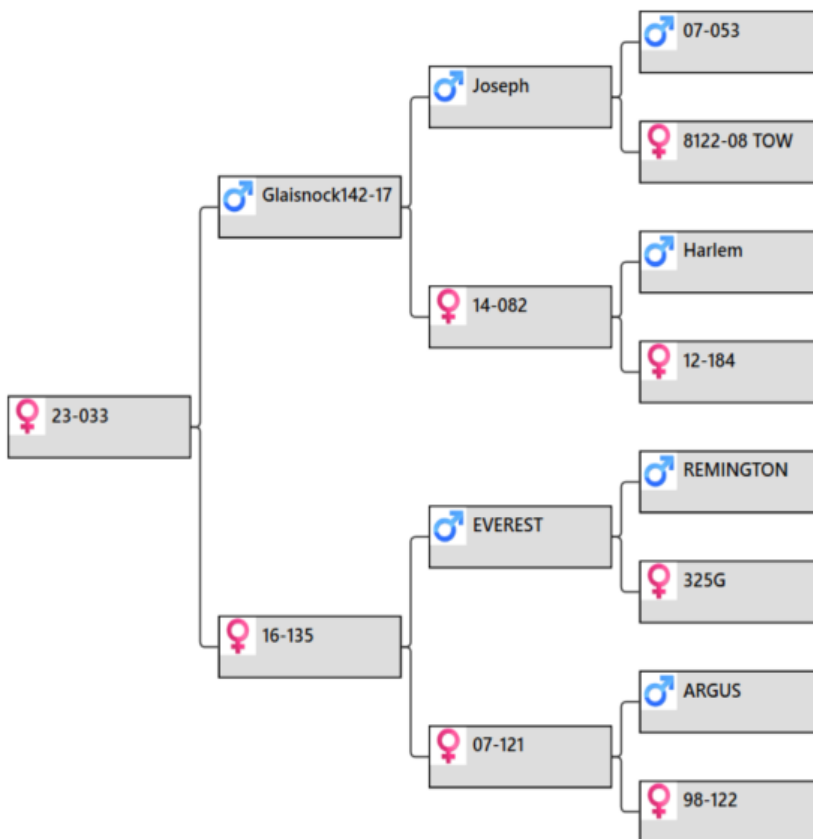 07-053
Joseph
8122-08 TOW
Glaisnock142-17
Harlem
14-082
12-184
23-033
REMINGTON
EVEREST
325G
16-135
ARGUS
07-121
98-122